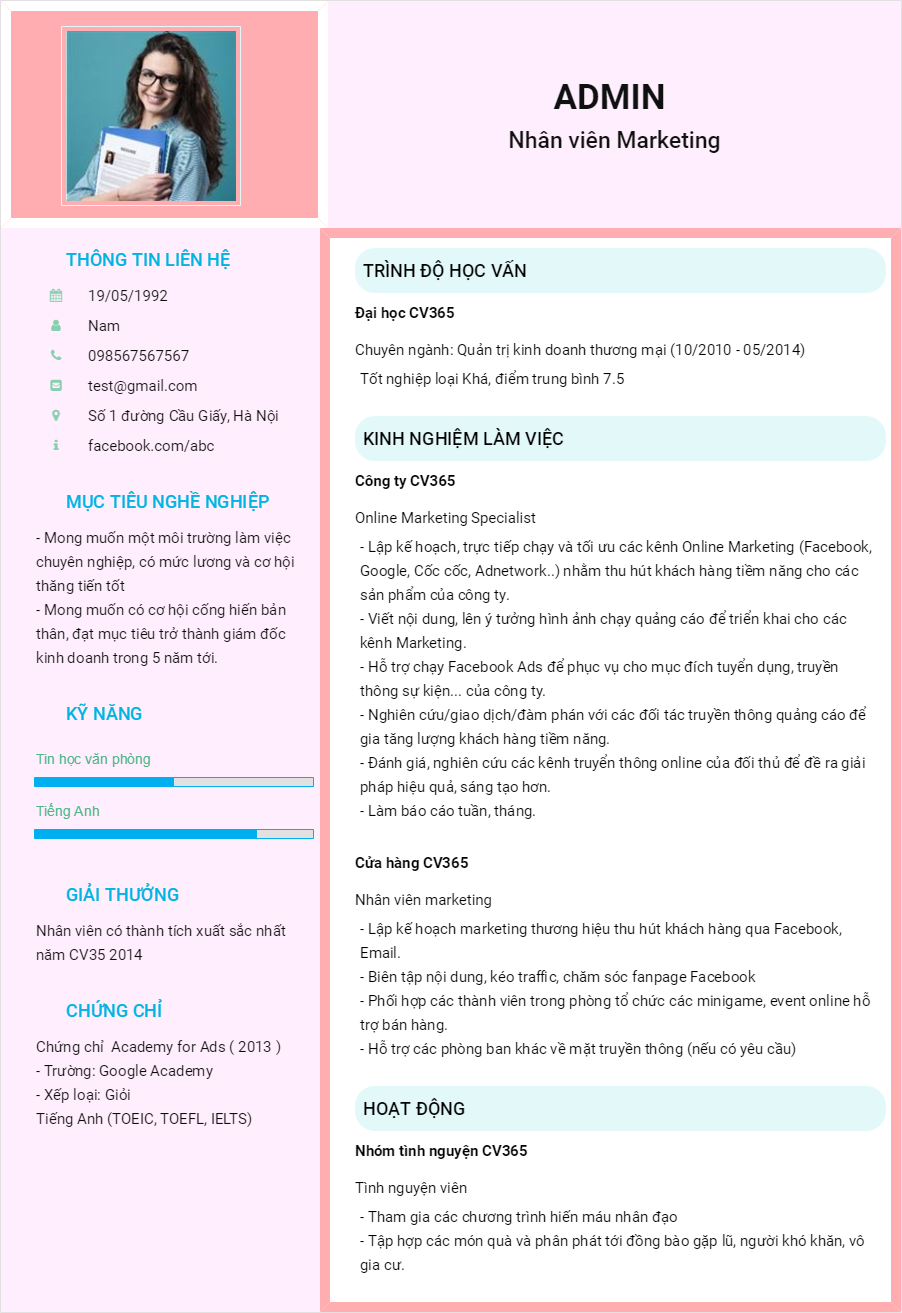 RESUME
ADMIN
Nhân viên Marketing
THÔNG TIN LIÊN HỆ
19/05/1992
Nam
098567567567
test@gmail.com
Số 1 đường Cầu Giấy, Hà Nội
facebook.com/abc
MỤC TIÊU NGHỀ NGHIỆP
- Mong muốn một môi trường làm việc
chuyên nghiệp, có mức lương và cơ hội
thăng tiến tốt
- Mong muốn có cơ hội cống hiến bản
thân, đạt mục tiêu trở thành giám đốc
kinh doanh trong 5 năm tới.
KỸ NĂNG
Tin học văn phòng
Tiếng Anh
GIẢI THƯỞNG
Nhân viên có thành tích xuất sắc nhất
năm CV35 2014
CHỨNG CHỈ
Chứng chỉ  Academy for Ads ( 2013 )
- Trường: Google Academy
- Xếp loại: Giỏi
Tiếng Anh (TOEIC, TOEFL, IELTS)
TRÌNH ĐỘ HỌC VẤN
Đại học CV365
Chuyên ngành: Quản trị kinh doanh thương mại (10/2010 - 05/2014)
Tốt nghiệp loại Khá, điểm trung bình 7.5
KINH NGHIỆM LÀM VIỆC
Công ty CV365
Online Marketing Specialist
- Lập kế hoạch, trực tiếp chạy và tối ưu các kênh Online Marketing (Facebook,
Google, Cốc cốc, Adnetwork..) nhằm thu hút khách hàng tiềm năng cho các
sản phẩm của công ty.
- Viết nội dung, lên ý tưởng hình ảnh chạy quảng cáo để triển khai cho các
kênh Marketing.
- Hỗ trợ chạy Facebook Ads để phục vụ cho mục đích tuyển dụng, truyền
thông sự kiện... của công ty.
- Nghiên cứu/giao dịch/đàm phán với các đối tác truyền thông quảng cáo để
gia tăng lượng khách hàng tiềm năng.
- Đánh giá, nghiên cứu các kênh truyển thông online của đối thủ để đề ra giải
pháp hiệu quả, sáng tạo hơn.
- Làm báo cáo tuần, tháng.
Cửa hàng CV365
Nhân viên marketing
- Lập kế hoạch marketing thương hiệu thu hút khách hàng qua Facebook,
Email.
- Biên tập nội dung, kéo traffic, chăm sóc fanpage Facebook
- Phối hợp các thành viên trong phòng tổ chức các minigame, event online hỗ
trợ bán hàng.
- Hỗ trợ các phòng ban khác về mặt truyền thông (nếu có yêu cầu)
HOẠT ĐỘNG
Nhóm tình nguyện CV365
Tình nguyện viên
- Tham gia các chương trình hiến máu nhân đạo
- Tập hợp các món quà và phân phát tới đồng bào gặp lũ, người khó khăn, vô
gia cư.